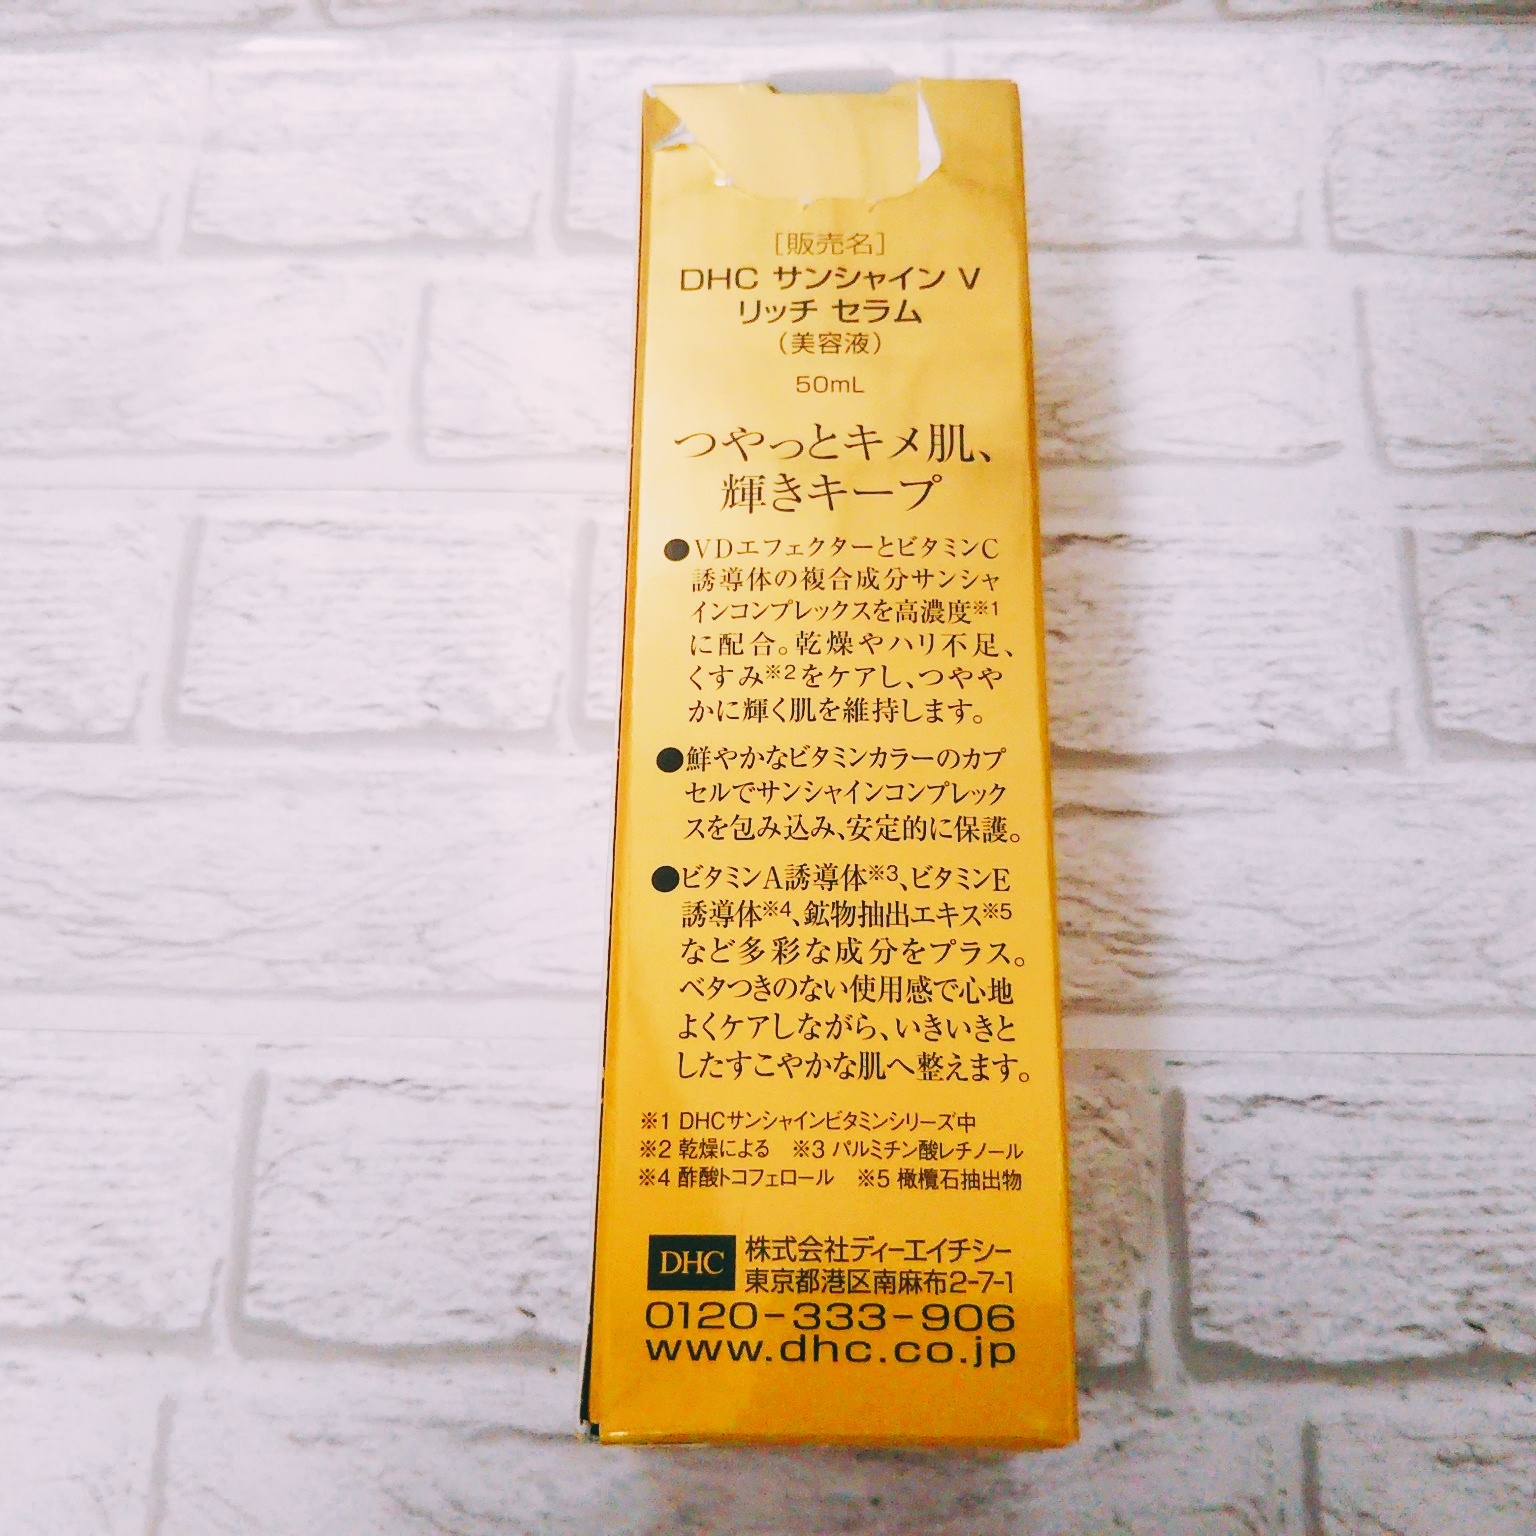 ［販売名］
DHC サンシャイン V
リッチ セラム
（美容液）
50mL
つやっとキメ肌、
輝きキープ
●VDエフェクターとビタミンC
誘導体の複合成分サンシャ
インコンプレックスを高濃度※1
に配合。乾燥やハリ不足、
くすみ※2をケアし、つやや
かに輝く肌を維持します。
●鮮やかなビタミンカラーのカプ
セルでサンシャインコンプレック
スを包み込み、安定的に保護。
●ビタミンA誘導体※3、ビタミンE
誘導体※4、鉱物抽出エキス※5
など多彩な成分をプラス。
ベタつきのない使用感で心地
よくケアしながら、いきいきと
したすこやかな肌へ整えます。
※1 DHCサンシャインビタミンシリーズ中
※2 乾燥による ※3 パルミチン酸レチノール
※4 酢酸トコフェロール ※5 橄欖石抽出物
DHC 株式会社ディーエイチシー
東京都港区南麻布2-7-1
0120-333-906
www.dhc.co.jp